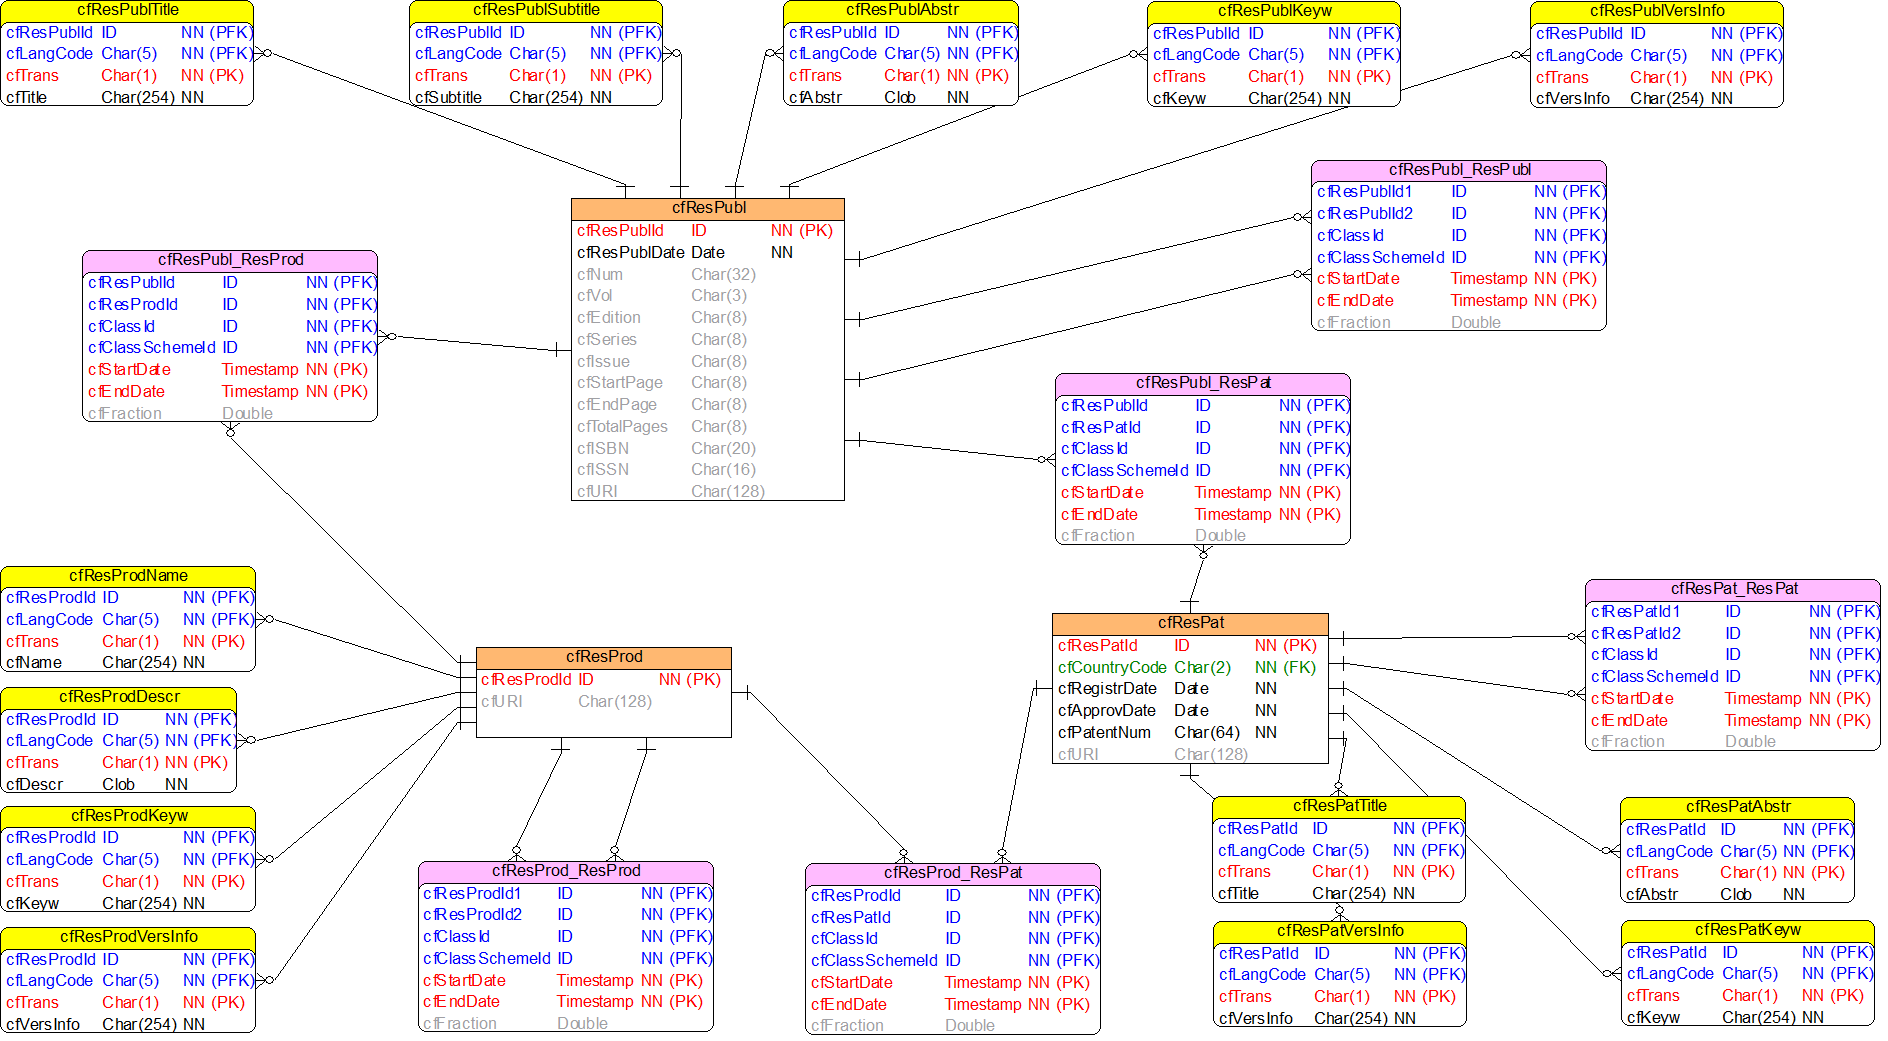 cfResPublTitle
cfResPublId ID NN (PFK)
cfLangCode Char(5) NN (PFK)
cfTrans Char(1) NN (PK)
cfTitle Char(254) NN
cfResPublSubtitle
cfResPublId ID NN (PFK)
cfLangCode Char(5) NN (PFK)
cfTrans Char(1) NN (PK)
cfSubtitle Char(254) NN
cfResPublAbstr
cfResPublId ID NN (PFK)
cfLangCode Char(5) NN (PFK)
cfTrans Char(1) NN (PK)
cfAbstr Clob NN
cfResPublKeyw
cfResPublId ID NN (PFK)
cfLangCode Char(5) NN (PFK)
cfTrans Char(1) NN (PK)
cfKeyw Char(254) NN
cfResPublVersInfo
cfResPublId ID NN (PFK)
cfLangCode Char(5) NN (PFK)
cfTrans Char(1) NN (PK)
cfVersInfo Char(254) NN
cfResPubl_ResPubl
cfResPublId1 ID NN (PFK)
cfResPublId2 ID NN (PFK)
cfClassId ID NN (PFK)
cfClassSchemeId ID NN (PFK)
cfStartDate Timestamp NN (PK)
cfEndDate Timestamp NN (PK)
cfFraction Double
cfResPubl
cfResPublId ID NN (PK)
cfResPublDate Date NN
cfNum Char(32)
cfVol Char(3)
cfEdition Char(8)
cfSeries Char(8)
cfIssue Char(8)
cfStartPage Char(8)
cfEndPage Char(8)
cfTotalPages Char(8)
cfISBN Char(20)
cfISSN Char(16)
cfURI Char(128)
cfResPubl_ResProd
cfResPublId ID NN (PFK)
cfResProdId ID NN (PFK)
cfClassId ID NN (PFK)
cfClassSchemeId ID NN (PFK)
cfStartDate Timestamp NN (PK)
cfEndDate Timestamp NN (PK)
cfFraction Double
cfResPubl_ResPat
cfResPublId ID NN (PFK)
cfResPatId ID NN (PFK)
cfClassId ID NN (PFK)
cfClassSchemeId ID NN (PFK)
cfStartDate Timestamp NN (PK)
cfEndDate Timestamp NN (PK)
cfFraction Double
cfResProdName
cfResProdId ID NN (PFK)
cfLangCode Char(5) NN (PFK)
cfTrans Char(1) NN (PK)
cfName Char(254) NN
cfResProdDescr
cfResProdId ID NN (PFK)
cfLangCode Char(5) NN (PFK)
cfTrans Char(1) NN (PK)
cfDescr Clob NN
cfResProdKeyw
cfResProdId ID NN (PFK)
cfLangCode Char(5) NN (PFK)
cfTrans Char(1) NN (PK)
cfKeyw Char(254) NN
cfResProdVersInfo
cfResProdId ID NN (PFK)
cfLangCode Char(5) NN (PFK)
cfTrans Char(1) NN (PK)
cfVersInfo Char(254) NN
cfResProd
cfResProdId ID NN (PK)
cfURI Char(128)
cfResProd_ResProd
cfResProdId1 ID NN (PFK)
cfResProdId2 ID NN (PFK)
cfClassId ID NN (PFK)
cfClassSchemeId ID NN (PFK)
cfStartDate Timestamp NN (PK)
cfEndDate Timestamp NN (PK)
cfFraction Double
cfResProd_ResPat
cfResProdId ID NN (PFK)
cfResPatId ID NN (PFK)
cfClassId ID NN (PFK)
cfClassSchemeId ID NN (PFK)
cfStartDate Timestamp NN (PK)
cfEndDate Timestamp NN (PK)
cfFraction Double
cfResPat
cfResPatId ID NN (PK)
cfCountryCode Char(2) NN (FK)
cfRegistrDate Date NN
cfApprovDate Date NN
cfPatentNum Char(64) NN
cfURI Char(128)
cfResPat_ResPat
cfResPatId1 ID NN (PFK)
cfResPatId2 ID NN (PFK)
cfClassId ID NN (PFK)
cfClassSchemeId ID NN (PFK)
cfStartDate Timestamp NN (PK)
cfEndDate Timestamp NN (PK)
cfFraction Double
cfResPatTitle
cfResPatId ID NN (PFK)
cfLangCode Char(5) NN (PFK)
cfTrans Char(1) NN (PK)
cfTitle Char(254) NN
cfResPatAbstr
cfResPatId ID NN (PFK)
cfLangCode Char(5) NN (PFK)
cfTrans Char(1) NN (PK)
cfAbstr Clob NN
cfResPatVersInfo
cfResPatId ID NN (PFK)
cfLangCode Char(5) NN (PFK)
cfTrans Char(1) NN (PK)
cfVersInfo Char(254) NN
cfResPatKeyw
cfResPatId ID NN (PFK)
cfLangCode Char(5) NN (PFK)
cfTrans Char(1) NN (PK)
cfKeyw Char(254) NN